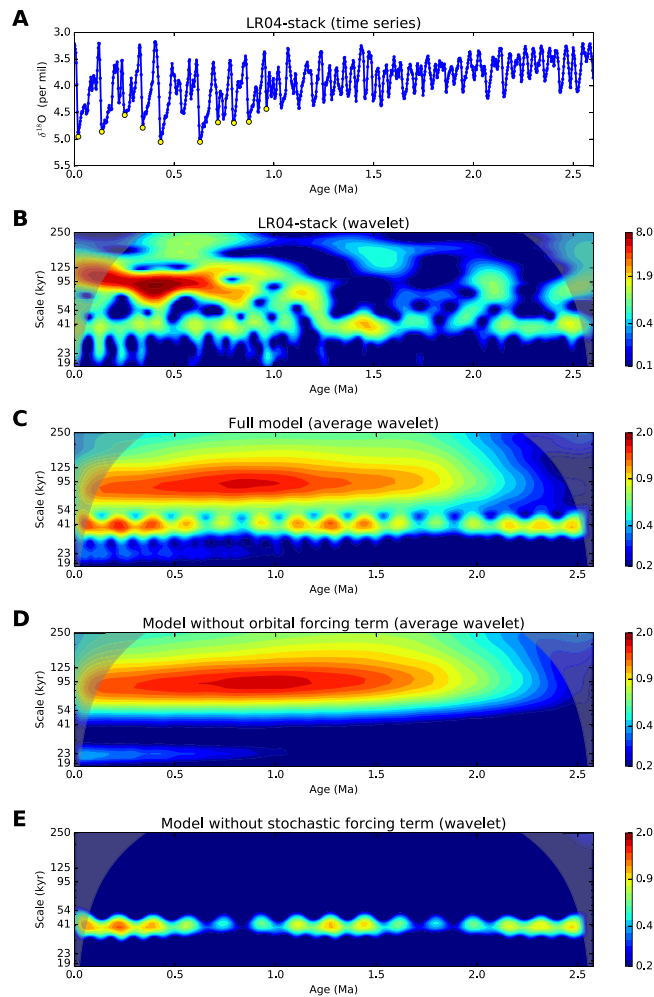 A
LR04-stack (time series)
3.0
3.5
4.0
4.5
5.0
5.5
δ¹⁸O (per mil)
0.0 0.5 1.0 1.5 2.0 2.5
Age (Ma)
B
LR04-stack (wavelet)
250
125
95
54
41
23
19
Scale (kyr)
8.0
1.9
0.4
0.1
0.0 0.5 1.0 1.5 2.0 2.5
Age (Ma)
C
Full model (average wavelet)
250
125
95
54
41
23
19
Scale (kyr)
2.0
0.9
0.4
0.2
0.0 0.5 1.0 1.5 2.0 2.5
Age (Ma)
D
Model without orbital forcing term (average wavelet)
250
125
95
54
41
23
19
Scale (kyr)
2.0
0.9
0.4
0.2
0.0 0.5 1.0 1.5 2.0 2.5
Age (Ma)
E
Model without stochastic forcing term (wavelet)
250
125
95
54
41
23
19
Scale (kyr)
2.0
0.9
0.4
0.2
0.0 0.5 1.0 1.5 2.0 2.5
Age (Ma)